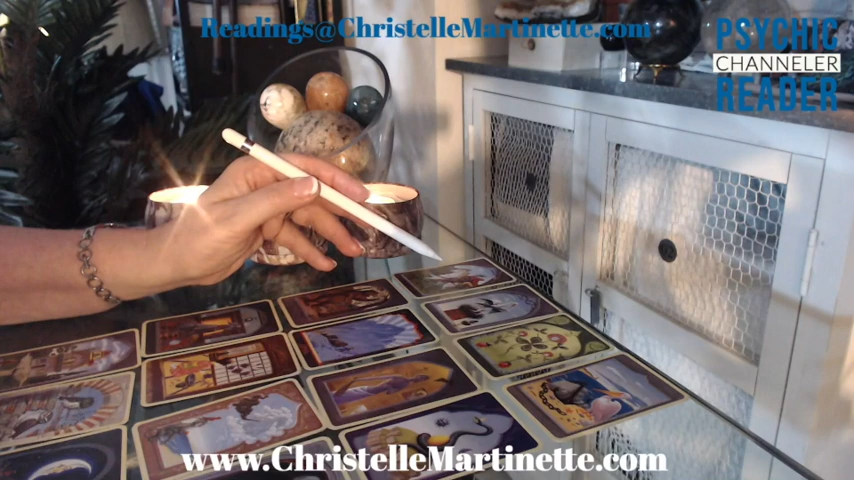 Readings@ChristelleMartinette.com
PSYCHIC
CHANNELER
READER
www.ChristelleMartinette.com